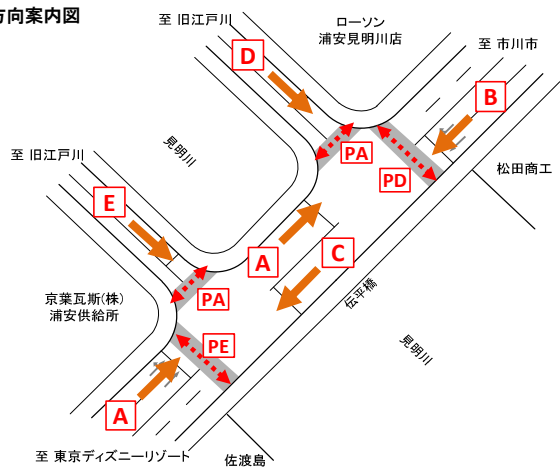 方向案内図
至 旧江戸川
ローソン
浦安見明川店
至 市川市
D
B
見明川
PA
至 旧江戸川
松田商工
PD
E
A
C
京葉瓦斯(株)
浦安供給所
PA
伝平橋
PE
見明川
A
至 東京ディズニーリゾート
佐渡島